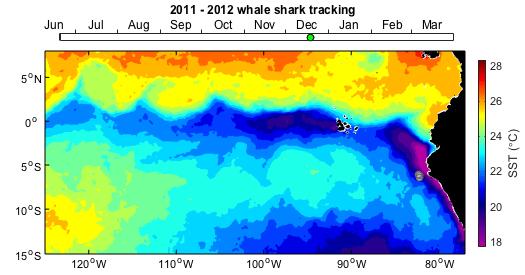 2011 - 2012 whale shark tracking
Jun Jul Aug Sep Oct Nov Dec Jan Feb Mar
5°N
0°
5°S
10°S
15°S
120°W 110°W 100°W 90°W 80°W
28
26
24
22
20
18
SST (°C)